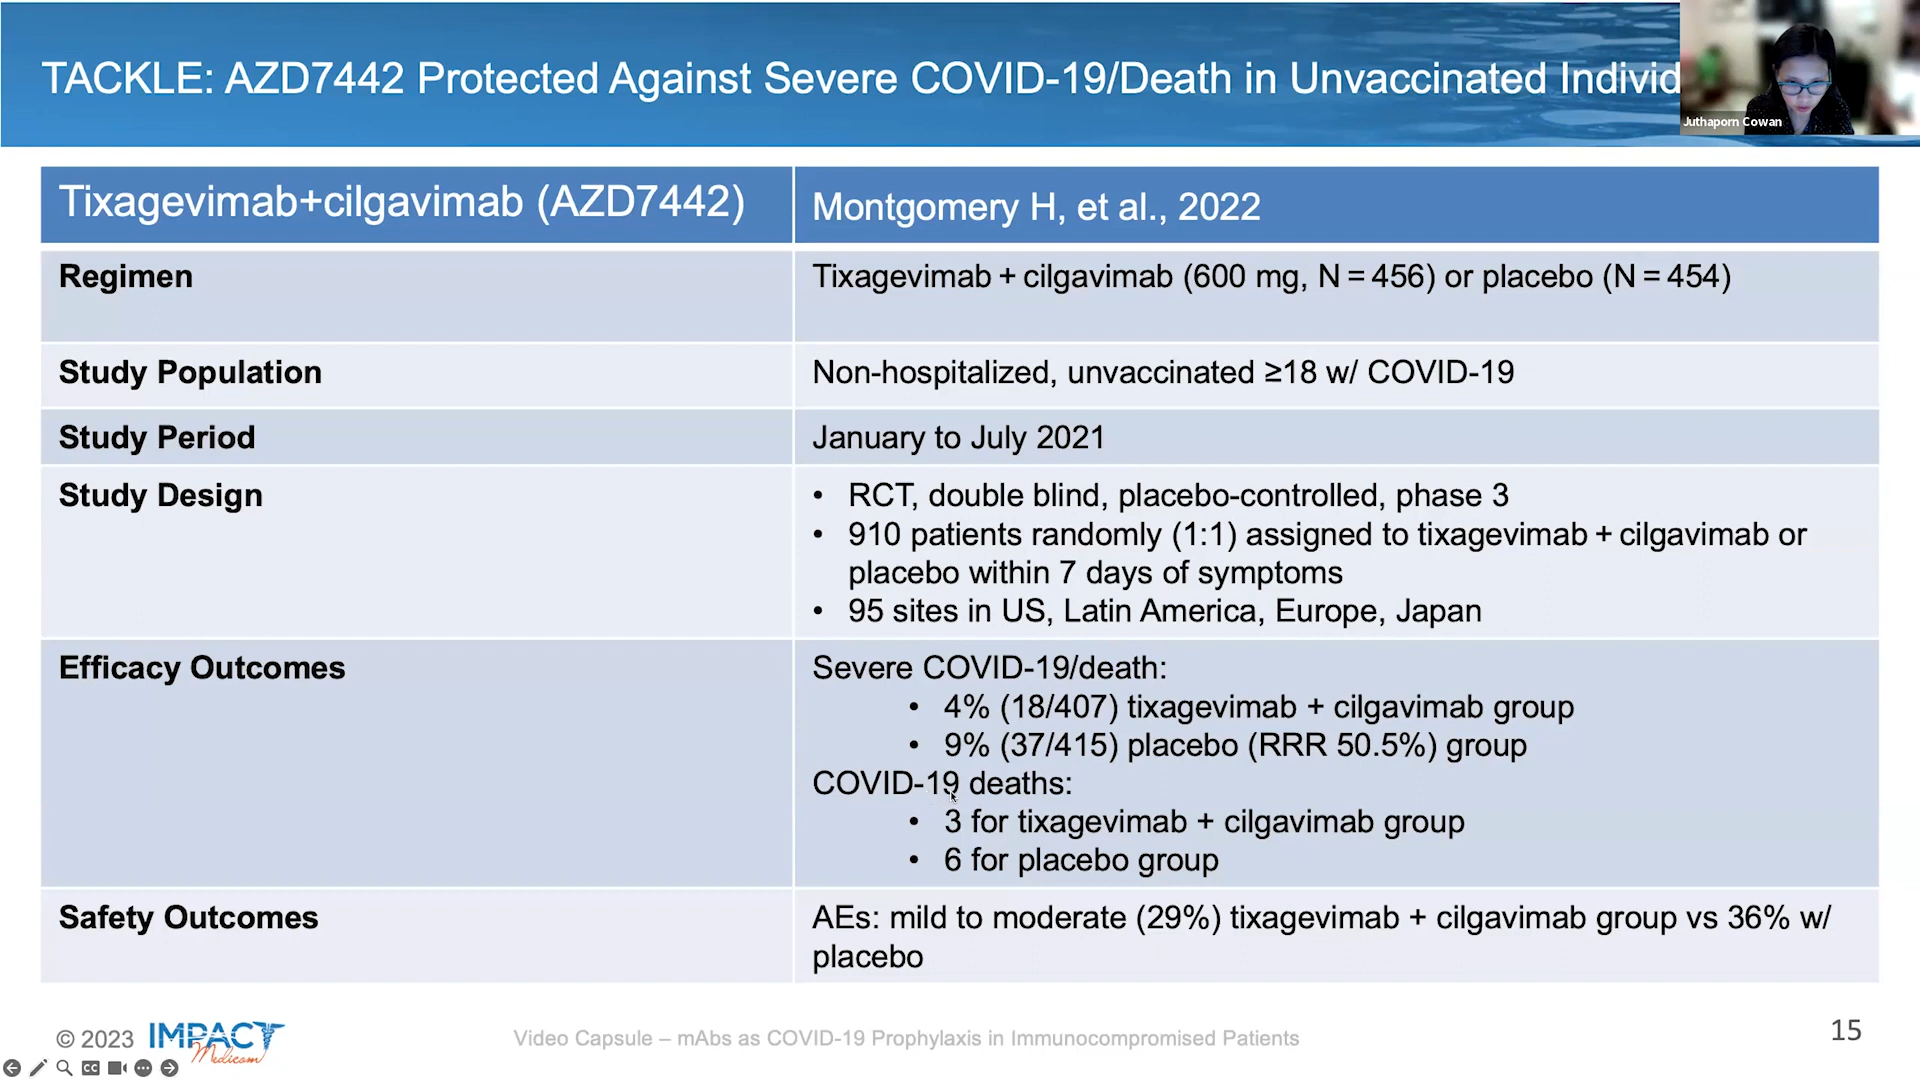 TACKLE: AZD7442 Protected Against Severe COVID-19/Death in Unvaccinated Individ
Juthaporn Cowan
Tixagevimab+cilgavimab (AZD7442)
Montgomery H, et al., 2022
Regimen
Tixagevimab + cilgavimab (600 mg, N = 456) or placebo (N = 454)
Study Population
Non-hospitalized, unvaccinated ≥18 w/ COVID-19
Study Period
January to July 2021
Study Design
• RCT, double blind, placebo-controlled, phase 3
• 910 patients randomly (1:1) assigned to tixagevimab + cilgavimab or
placebo within 7 days of symptoms
• 95 sites in US, Latin America, Europe, Japan
Efficacy Outcomes
Severe COVID-19/death:
• 4% (18/407) tixagevimab + cilgavimab group
• 9% (37/415) placebo (RRR 50.5%) group
COVID-19 deaths:
• 3 for tixagevimab + cilgavimab group
• 6 for placebo group
Safety Outcomes
AEs: mild to moderate (29%) tixagevimab + cilgavimab group vs 36% w/
placebo
© 2023 IMPACT
Medicom
Video Capsule – mAbs as COVID-19 Prophylaxis in Immunocompromised Patients
15
CC